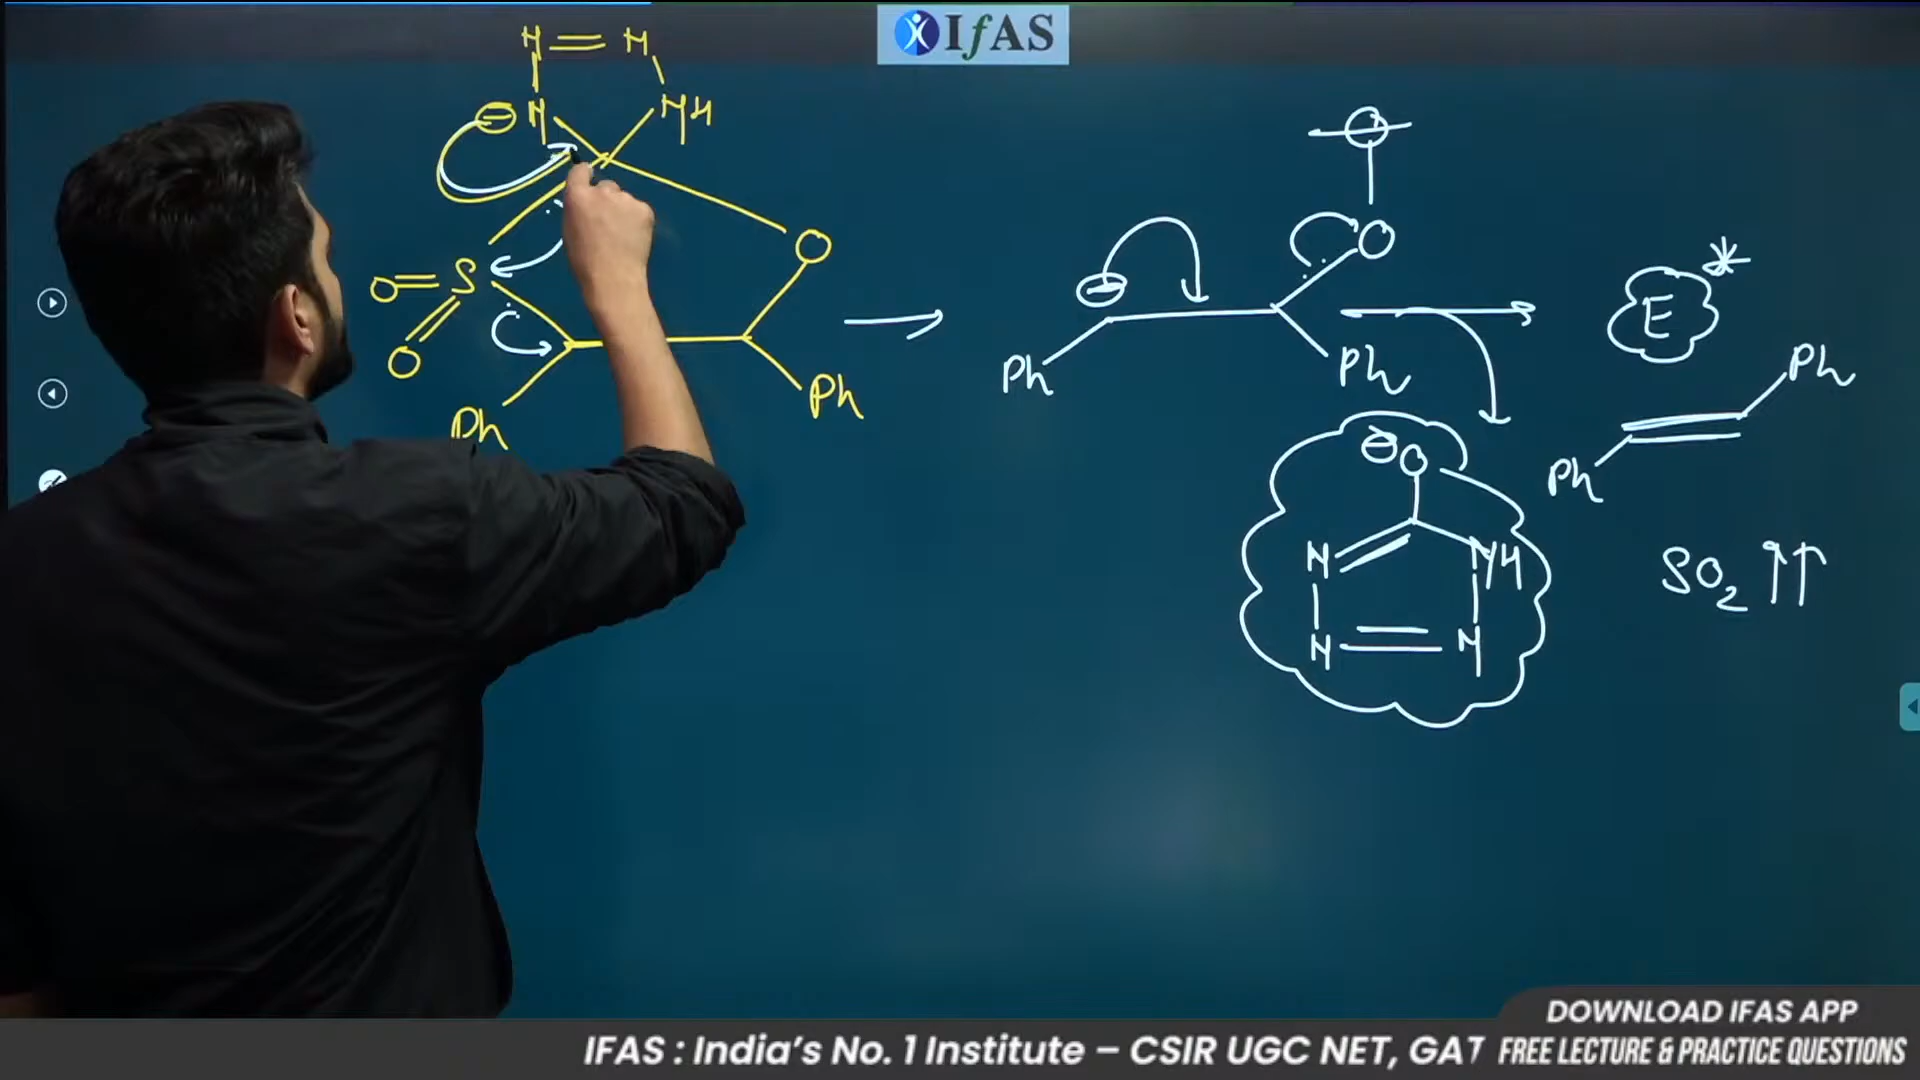 IfAS
N = N
⊖ N NH
O = S
O
O
Ph
Ph
⊖
O
Ph
Ph
E *
Ph
Ph
⊖ O
N NH
N = N
SO₂ ↑↑
DOWNLOAD IFAS APP
IFAS : India's No. 1 Institute – CSIR UGC NET, GAT
FREE LECTURE & PRACTICE QUESTIONS